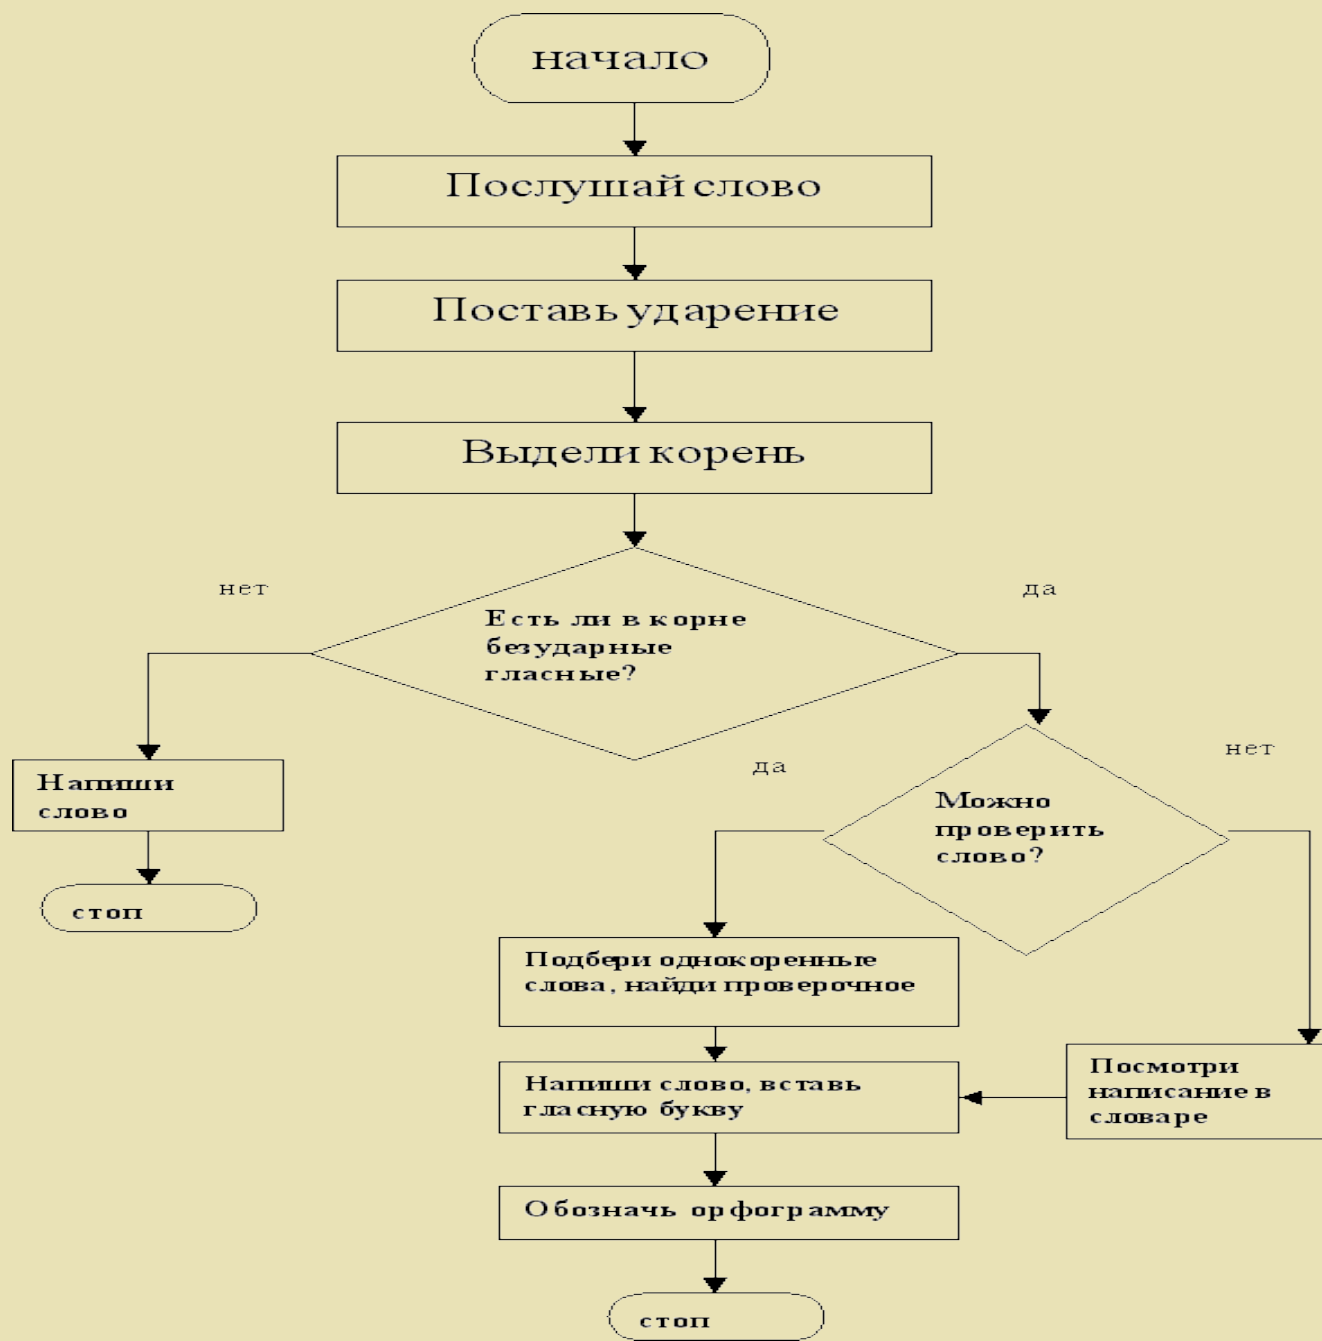 начало
Послушай слово
Поставь ударение
Выдели корень
нет
да
Есть ли в корне
безударные
гласные?
Напиши
слово
стоп
да
нет
Можно
проверить
слово?
Подбери однокоренные
слова, найди проверочное
Напиши слово, вставь
гласную букву
Посмотри
написание в
словаре
Обозначь орфограмму
стоп